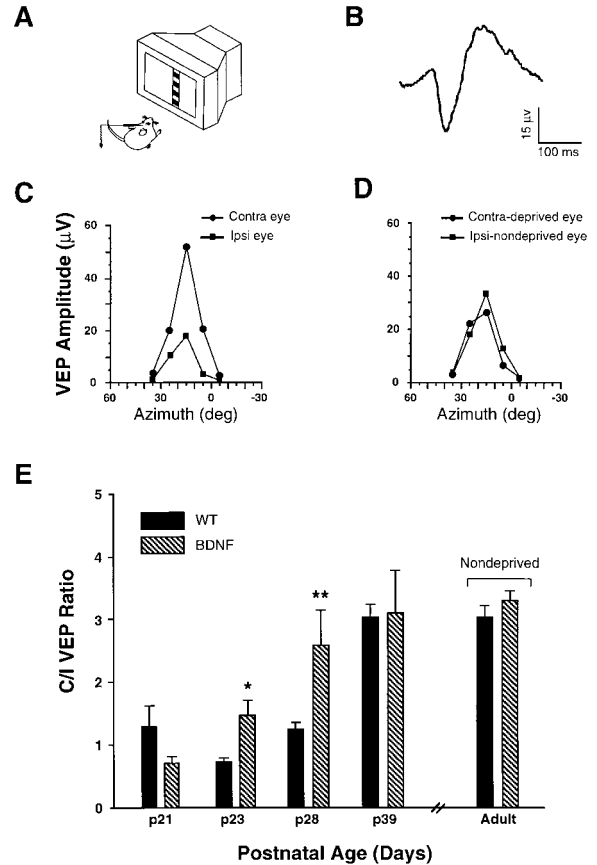 A
B
15 μv
100 ms
C
Contra eye
Ipsi eye
VEP Amplitude (μV)
60
40
20
0
60
30
0
-30
Azimuth (deg)
D
Contra-deprived eye
Ipsi-nondeprived eye
60
40
20
0
60
30
0
-30
Azimuth (deg)
E
WT
BDNF
Nondeprived
*
**
C/I VEP Ratio
5
4
3
2
1
0
p21
p23
p28
p39
Adult
Postnatal Age (Days)